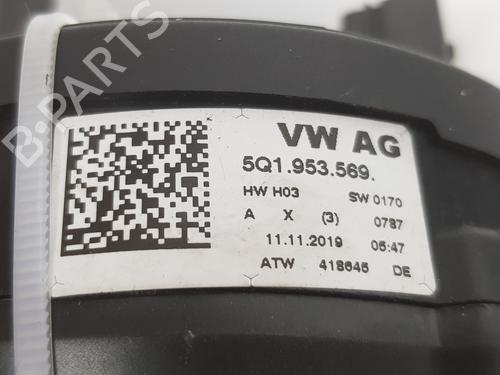 VW AG
5Q1.953.569.
HW H03 SW 0170
A X (3) 0787
11.11.2019 05:47
ATW 418645 DE
B-PARTS